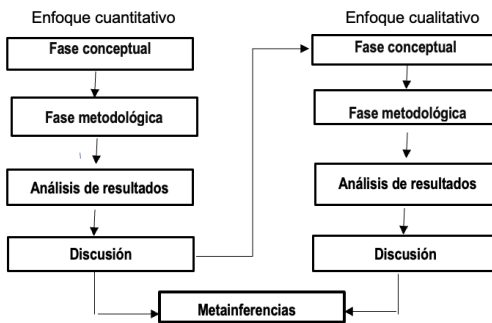 Enfoque cuantitativo
Fase conceptual
Fase metodológica
Análisis de resultados
Discusión
Enfoque cualitativo
Fase conceptual
Fase metodológica
Análisis de resultados
Discusión
Metainferencias